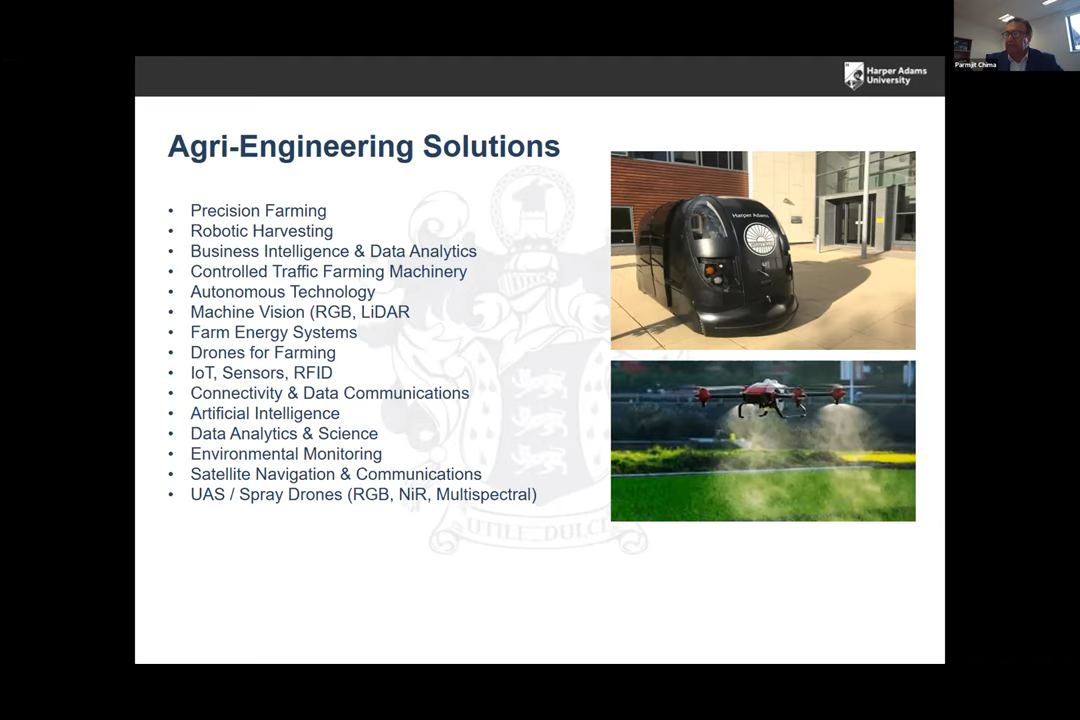 Parmjit Chima
Harper Adams
University
Agri-Engineering Solutions
• Precision Farming
• Robotic Harvesting
• Business Intelligence & Data Analytics
• Controlled Traffic Farming Machinery
• Autonomous Technology
• Machine Vision (RGB, LiDAR
• Farm Energy Systems
• Drones for Farming
• IoT, Sensors, RFID
• Connectivity & Data Communications
• Artificial Intelligence
• Data Analytics & Science
• Environmental Monitoring
• Satellite Navigation & Communications
• UAS / Spray Drones (RGB, NiR, Multispectral)
Harper Adams
UTILE DULCI